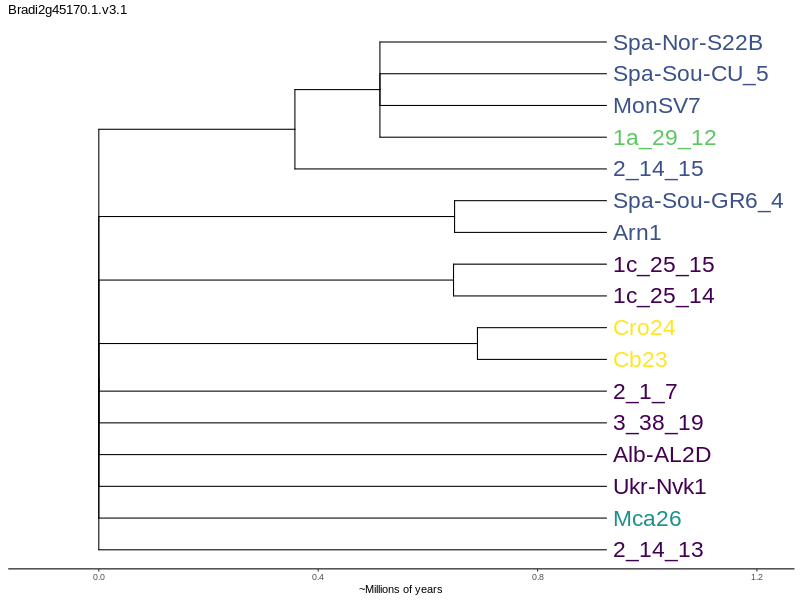 Bradi2g45170.1.v3.1
Spa-Nor-S22B
Spa-Sou-CU_5
MonSV7
1a_29_12
2_14_15
Spa-Sou-GR6_4
Arn1
1c_25_15
1c_25_14
Cro24
Cb23
2_1_7
3_38_19
Alb-AL2D
Ukr-Nvk1
Mca26
2_14_13
0.0 0.4 0.8 1.2
~Millions of years